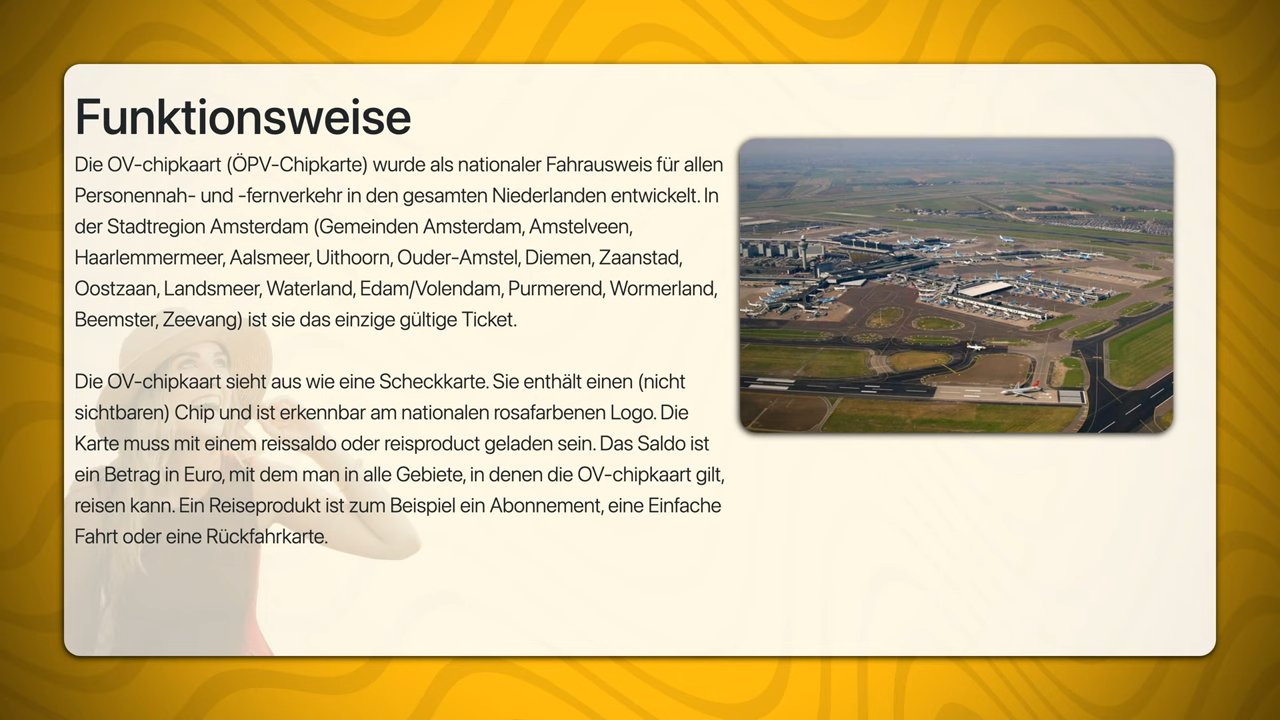 Funktionsweise
Die OV-chipkaart (ÖPV-Chipkarte) wurde als nationaler Fahrausweis für allen
Personennah- und -fernverkehr in den gesamten Niederlanden entwickelt. In
der Stadtregion Amsterdam (Gemeinden Amsterdam, Amstelveen,
Haarlemmermeer, Aalsmeer, Uithoorn, Ouder-Amstel, Diemen, Zaanstad,
Oostzaan, Landsmeer, Waterland, Edam/Volendam, Purmerend, Wormerland,
Beemster, Zeevang) ist sie das einzige gültige Ticket.
Die OV-chipkaart sieht aus wie eine Scheckkarte. Sie enthält einen (nicht
sichtbaren) Chip und ist erkennbar am nationalen rosafarbenen Logo. Die
Karte muss mit einem reissaldo oder reisproduct geladen sein. Das Saldo ist
ein Betrag in Euro, mit dem man in alle Gebiete, in denen die OV-chipkaart gilt,
reisen kann. Ein Reiseprodukt ist zum Beispiel ein Abonnement, eine Einfache
Fahrt oder eine Rückfahrkarte.